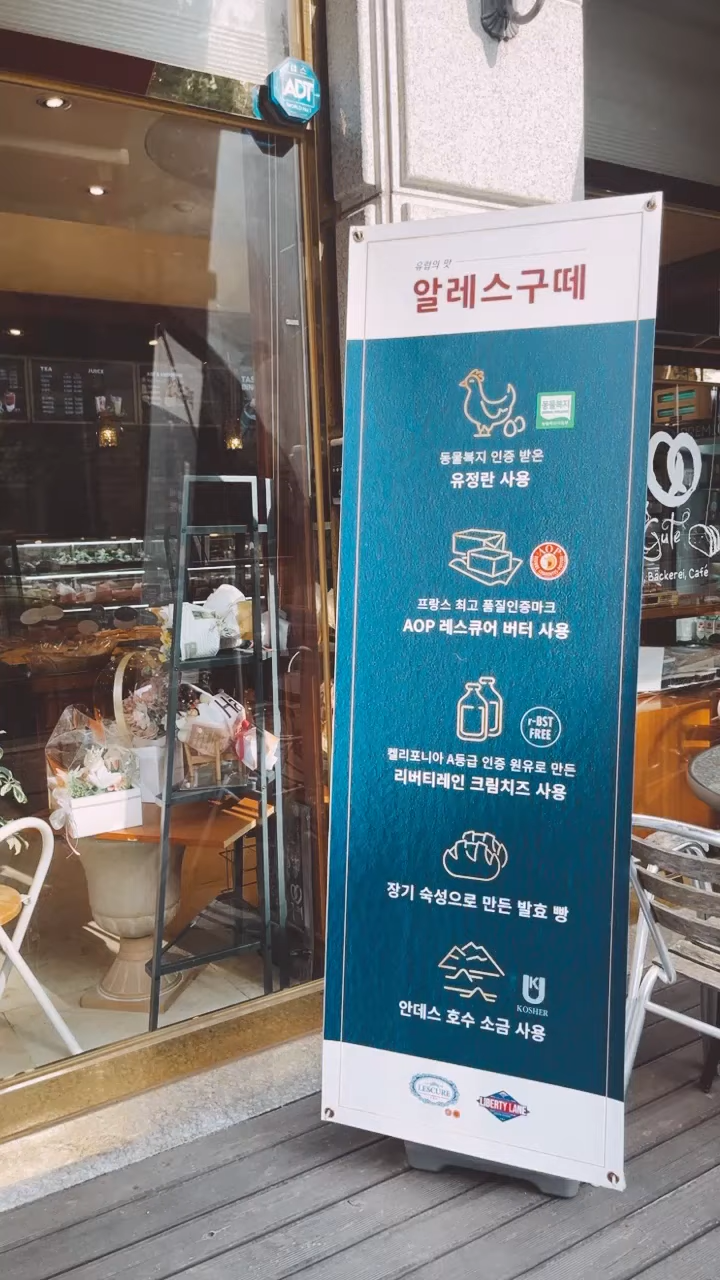 ADT
유럽의 맛
알레스구떼
동물복지
동물복지 인증 받은
유정란 사용
AOP
프랑스 최고 품질인증마크
AOP 레스큐어 버터 사용
r-BST
FREE
캘리포니아 A등급 인증 원유로 만든
리버티레인 크림치즈 사용
장기 숙성으로 만든 발효 빵
KOSHER
안데스 호수 소금 사용
LESCURE
LIBERTY LANE
TEA
JUICE
Gute
Bäckerei, Café